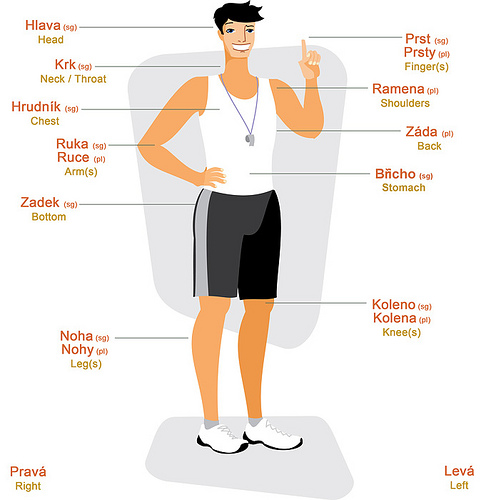 Hlava (sg)
Head
Krk (sg)
Neck / Throat
Hrudník (sg)
Chest
Ruka (sg)
Ruce (pl)
Arm(s)
Zadek (sg)
Bottom
Noha (sg)
Nohy (pl)
Leg(s)
Pravá
Right
Prst (sg)
Prsty (pl)
Finger(s)
Ramena (pl)
Shoulders
Záda (pl)
Back
Břicho (sg)
Stomach
Koleno (sg)
Kolena (pl)
Knee(s)
Levá
Left